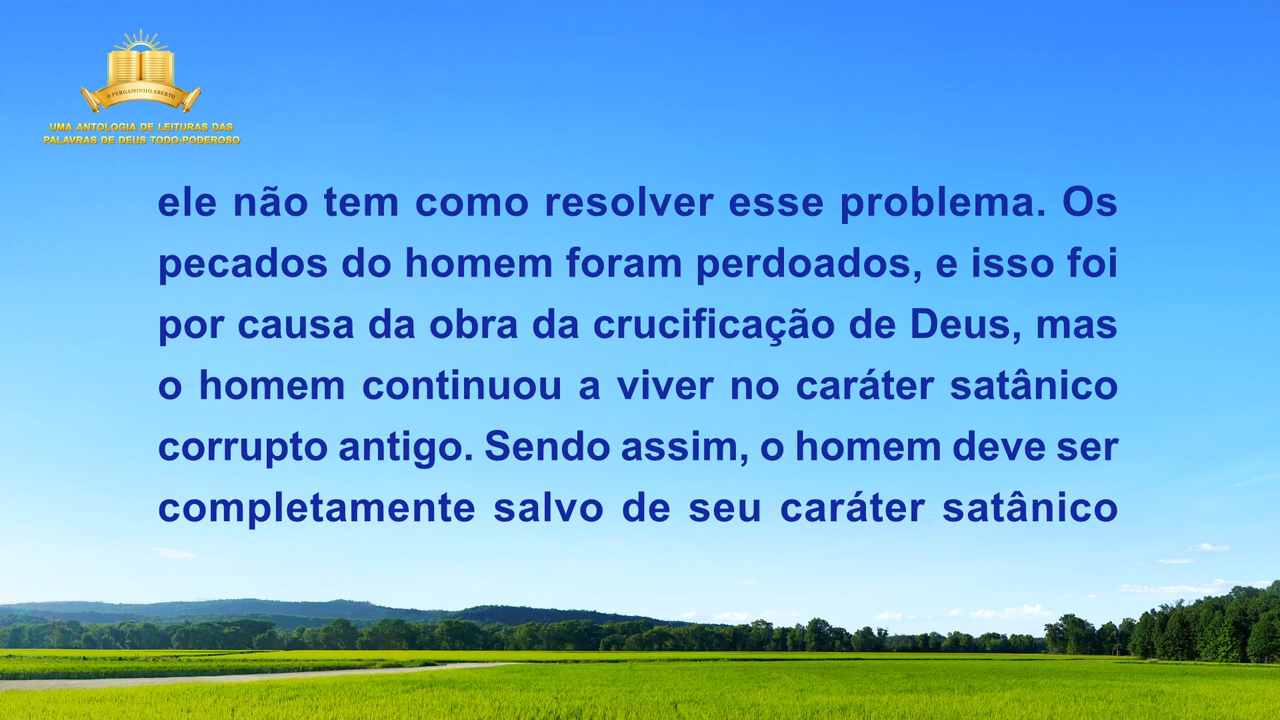 O PERGAMINHO ABERTO
UMA ANTOLOGIA DE LEITURAS DAS
PALAVRAS DE DEUS TODO-PODEROSO
ele não tem como resolver esse problema. Os
pecados do homem foram perdoados, e isso foi
por causa da obra da crucificação de Deus, mas
o homem continuou a viver no caráter satânico
corrupto antigo. Sendo assim, o homem deve ser
completamente salvo de seu caráter satânico